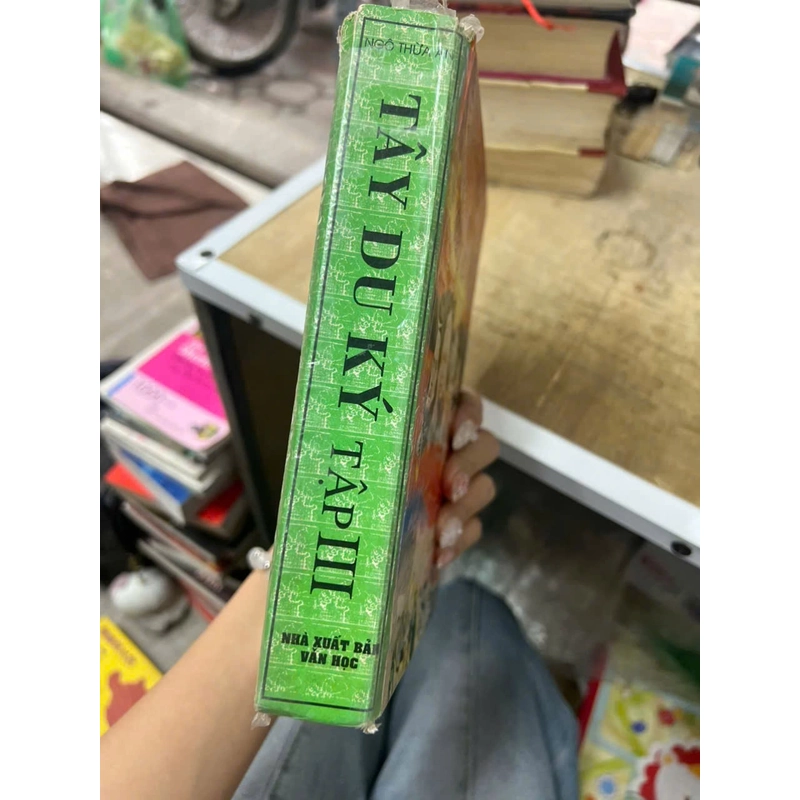 NGÔ THỪA ÂN
TÂY DU KÝ TẬP III
NHÀ XUẤT BẢN
VĂN HỌC